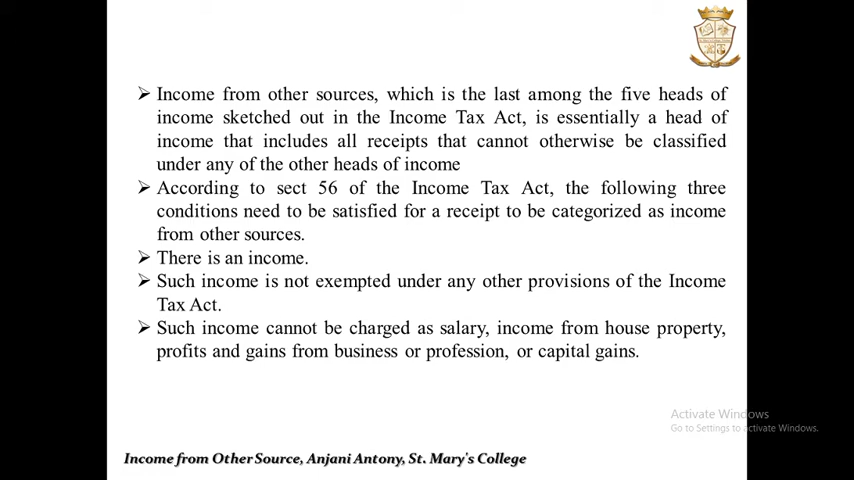 ➢ Income from other sources, which is the last among the five heads of
income sketched out in the Income Tax Act, is essentially a head of
income that includes all receipts that cannot otherwise be classified
under any of the other heads of income
➢ According to sect 56 of the Income Tax Act, the following three
conditions need to be satisfied for a receipt to be categorized as income
from other sources.
➢ There is an income.
➢ Such income is not exempted under any other provisions of the Income
Tax Act.
➢ Such income cannot be charged as salary, income from house property,
profits and gains from business or profession, or capital gains.
Activate Windows
Go to Settings to activate Windows.
Income from Other Source, Anjani Antony, St. Mary's College